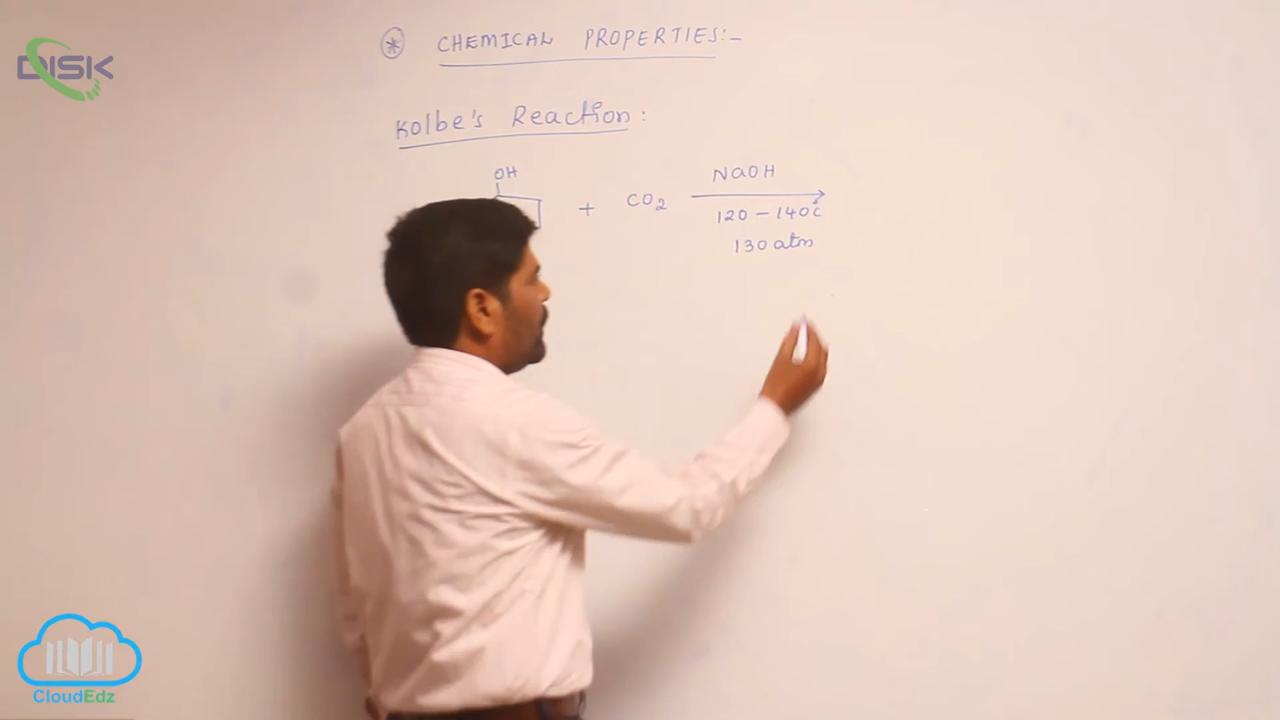 DISK
* CHEMICAL PROPERTIES:-
Kolbe's Reaction:
OH
+ CO2 NaOH
120 - 140°C
130 atm
CloudEdz